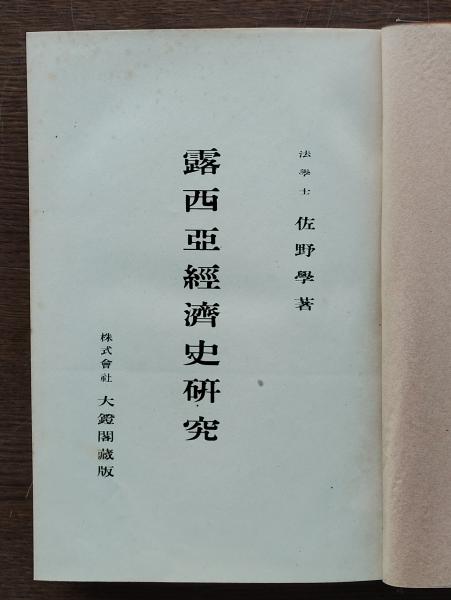 法學士 佐野學著
露西亞經濟史研究
株式會社 大鐙閣藏版